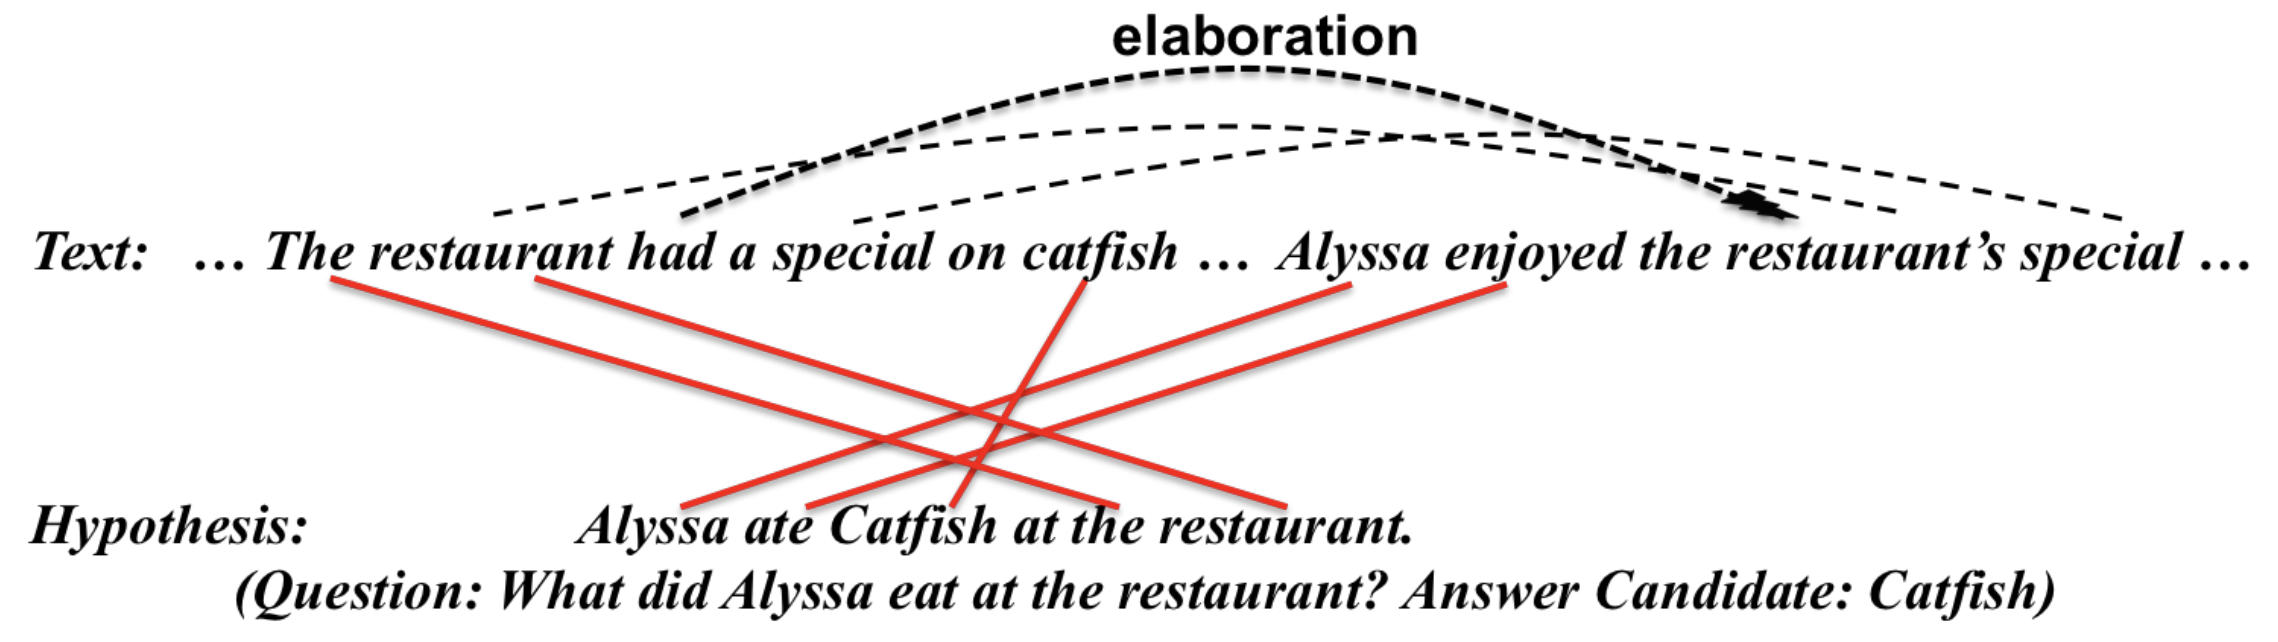 elaboration
Text: … The restaurant had a special on catfish … Alyssa enjoyed the restaurant’s special …
Hypothesis: Alyssa ate Catfish at the restaurant.
(Question: What did Alyssa eat at the restaurant? Answer Candidate: Catfish)